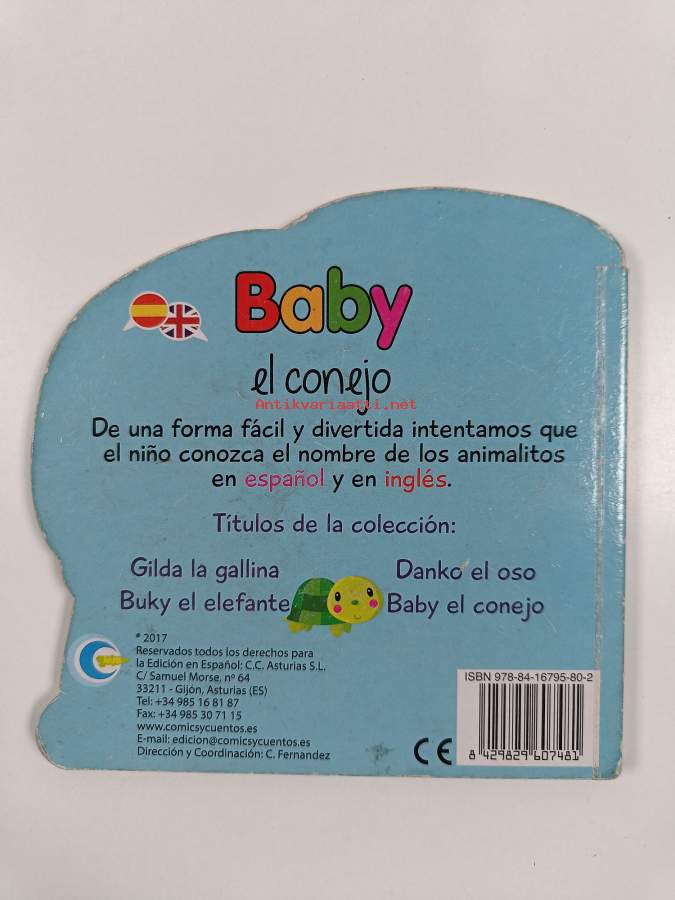 Baby
el conejo
Antikvariaatti.net
De una forma fácil y divertida intentamos que
el niño conozca el nombre de los animalitos
en español y en inglés.
Títulos de la colección:
Gilda la gallina
Danko el oso
Buky el elefante
Baby el conejo
© 2017
Reservados todos los derechos para
la Edición en Español: C.C. Asturias S.L.
C/ Samuel Morse, nº 64
33211 - Gijón, Asturias (ES)
Tel: +34 985 16 81 87
Fax: +34 985 30 71 15
www.comicsycuentos.es
E-mail: edicion@comicsycuentos.es
Dirección y Coordinación: C. Fernandez
CE
ISBN 978-84-16795-80-2
8 429829 607481